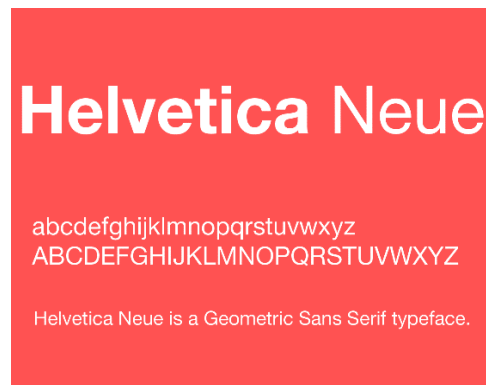 Helvetica Neue
abcdefghijklmnopqrstuvwxyz
ABCDEFGHIJKLMNOPQRSTUVWXYZ
Helvetica Neue is a Geometric Sans Serif typeface.